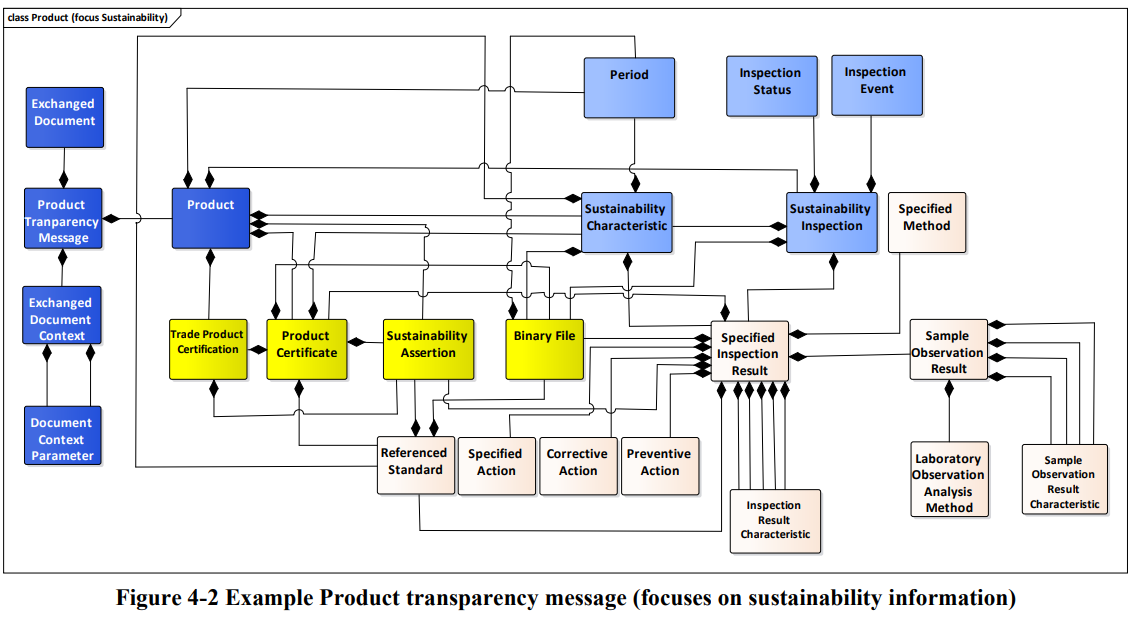 class Product (focus Sustainability)
Period
Inspection
Status
Inspection
Event
Exchanged
Document
Product
Tranparency
Message
Product
Sustainability
Characteristic
Sustainability
Inspection
Specified
Method
Exchanged
Document
Context
Trade Product
Certification
Product
Certificate
Sustainability
Assertion
Binary File
Specified
Inspection
Result
Sample
Observation
Result
Document
Context
Parameter
Referenced
Standard
Specified
Action
Corrective
Action
Preventive
Action
Inspection
Result
Characteristic
Laboratory
Observation
Analysis
Method
Sample
Observation
Result
Characteristic
Figure 4-2 Example Product transparency message (focuses on sustainability information)